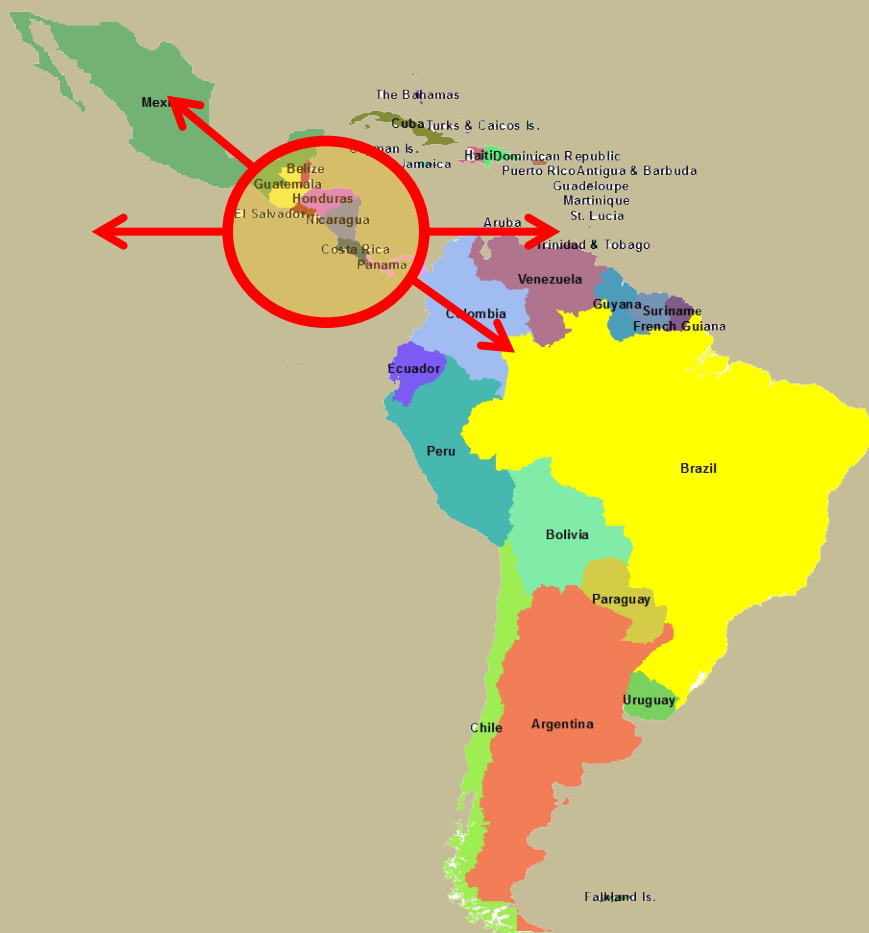 The Bahamas
Mexi
Cuba
Turks & Caicos Is.
man Is.
Jamaica
Haiti
Dominican Republic
Puerto Rico
Antigua & Barbuda
Belize
Guatemala
Guadeloupe
Honduras
Martinique
El Salvador
St. Lucia
Nicaragua
Aruba
Costa Rica
Trinidad & Tobago
Panama
Venezuela
Guyana
Colombia
Suriname
French Guiana
Ecuador
Peru
Brazil
Bolivia
Paraguay
Uruguay
Chile
Argentina
Falkland Is.